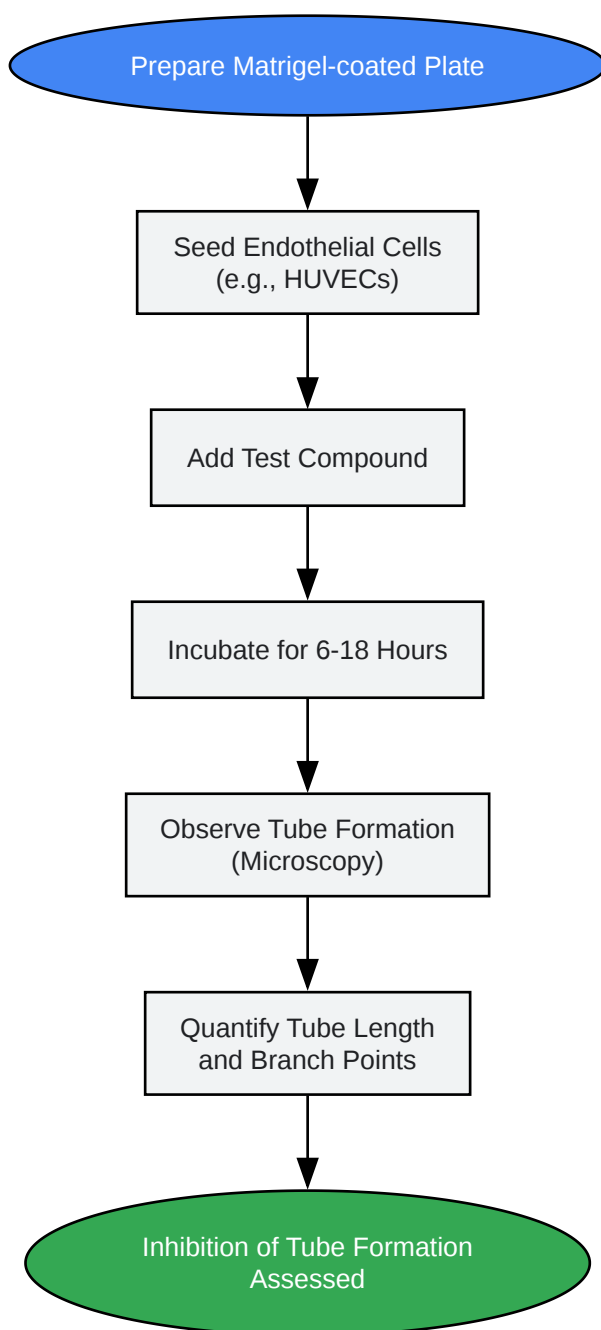 Prepare Matrigel-coated Plate
Seed Endothelial Cells
(e.g., HUVECs)
Add Test Compound
Incubate for 6-18 Hours
Observe Tube Formation
(Microscopy)
Quantify Tube Length
and Branch Points
Inhibition of Tube Formation
Assessed